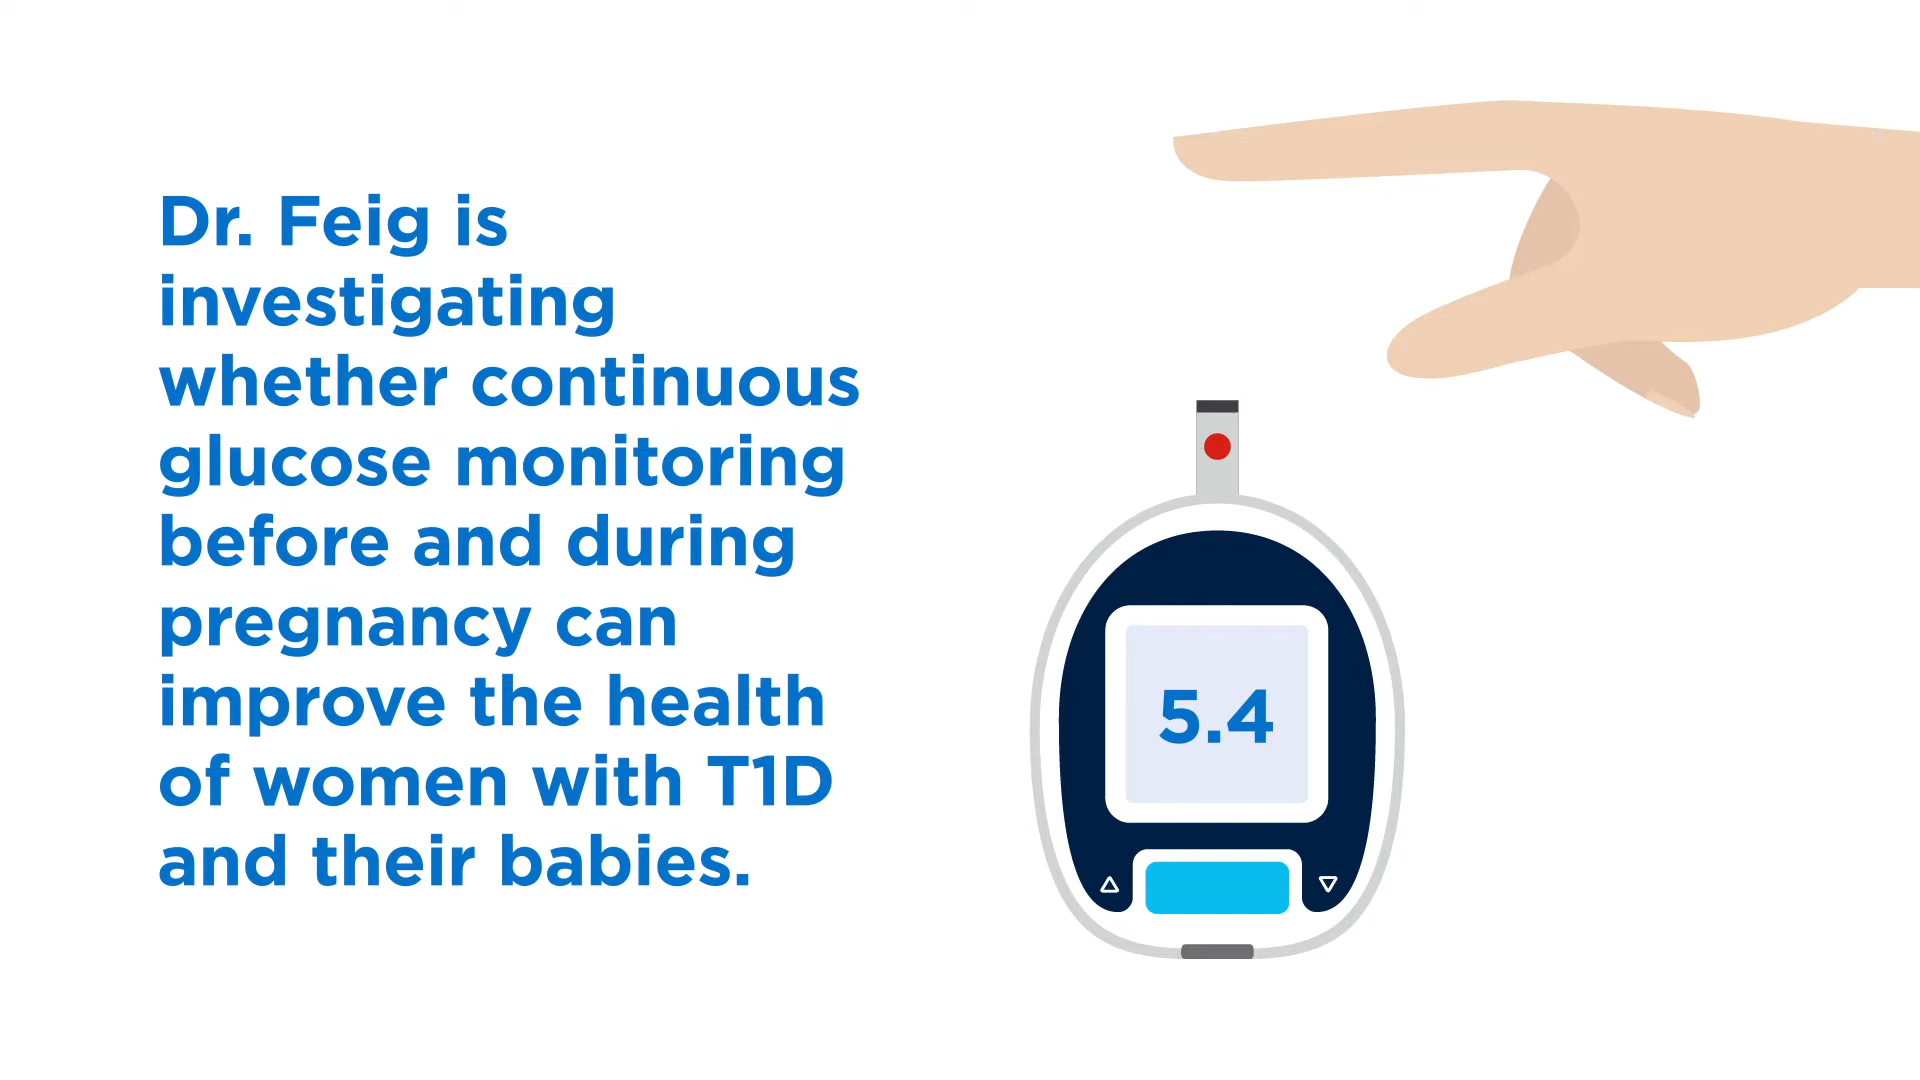 Dr. Feig is
investigating
whether continuous
glucose monitoring
before and during
pregnancy can
improve the health
of women with T1D
and their babies.
5.4